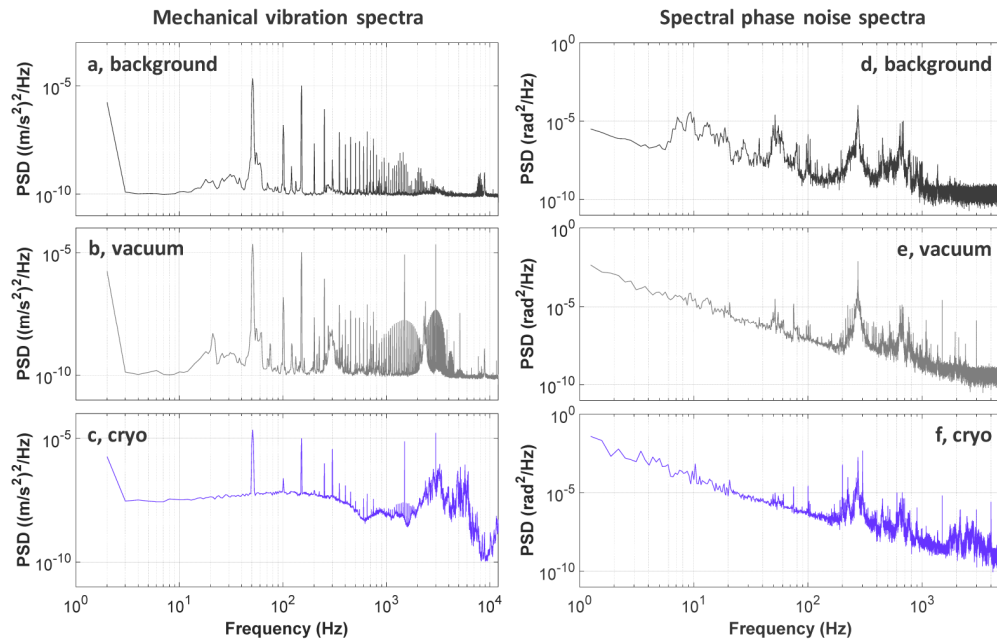 Mechanical vibration spectra
Spectral phase noise spectra
a, background
PSD ((m/s²)²/Hz)
10⁻⁵
10⁻¹⁰
b, vacuum
PSD ((m/s²)²/Hz)
10⁻⁵
10⁻¹⁰
c, cryo
PSD ((m/s²)²/Hz)
10⁻⁵
10⁻¹⁰
10⁰ 10¹ 10² 10³ 10⁴
Frequency (Hz)
d, background
PSD (rad²/Hz)
10⁰
10⁻⁵
10⁻¹⁰
e, vacuum
PSD (rad²/Hz)
10⁰
10⁻⁵
10⁻¹⁰
f, cryo
PSD (rad²/Hz)
10⁰
10⁻⁵
10⁻¹⁰
10⁰ 10¹ 10² 10³
Frequency (Hz)